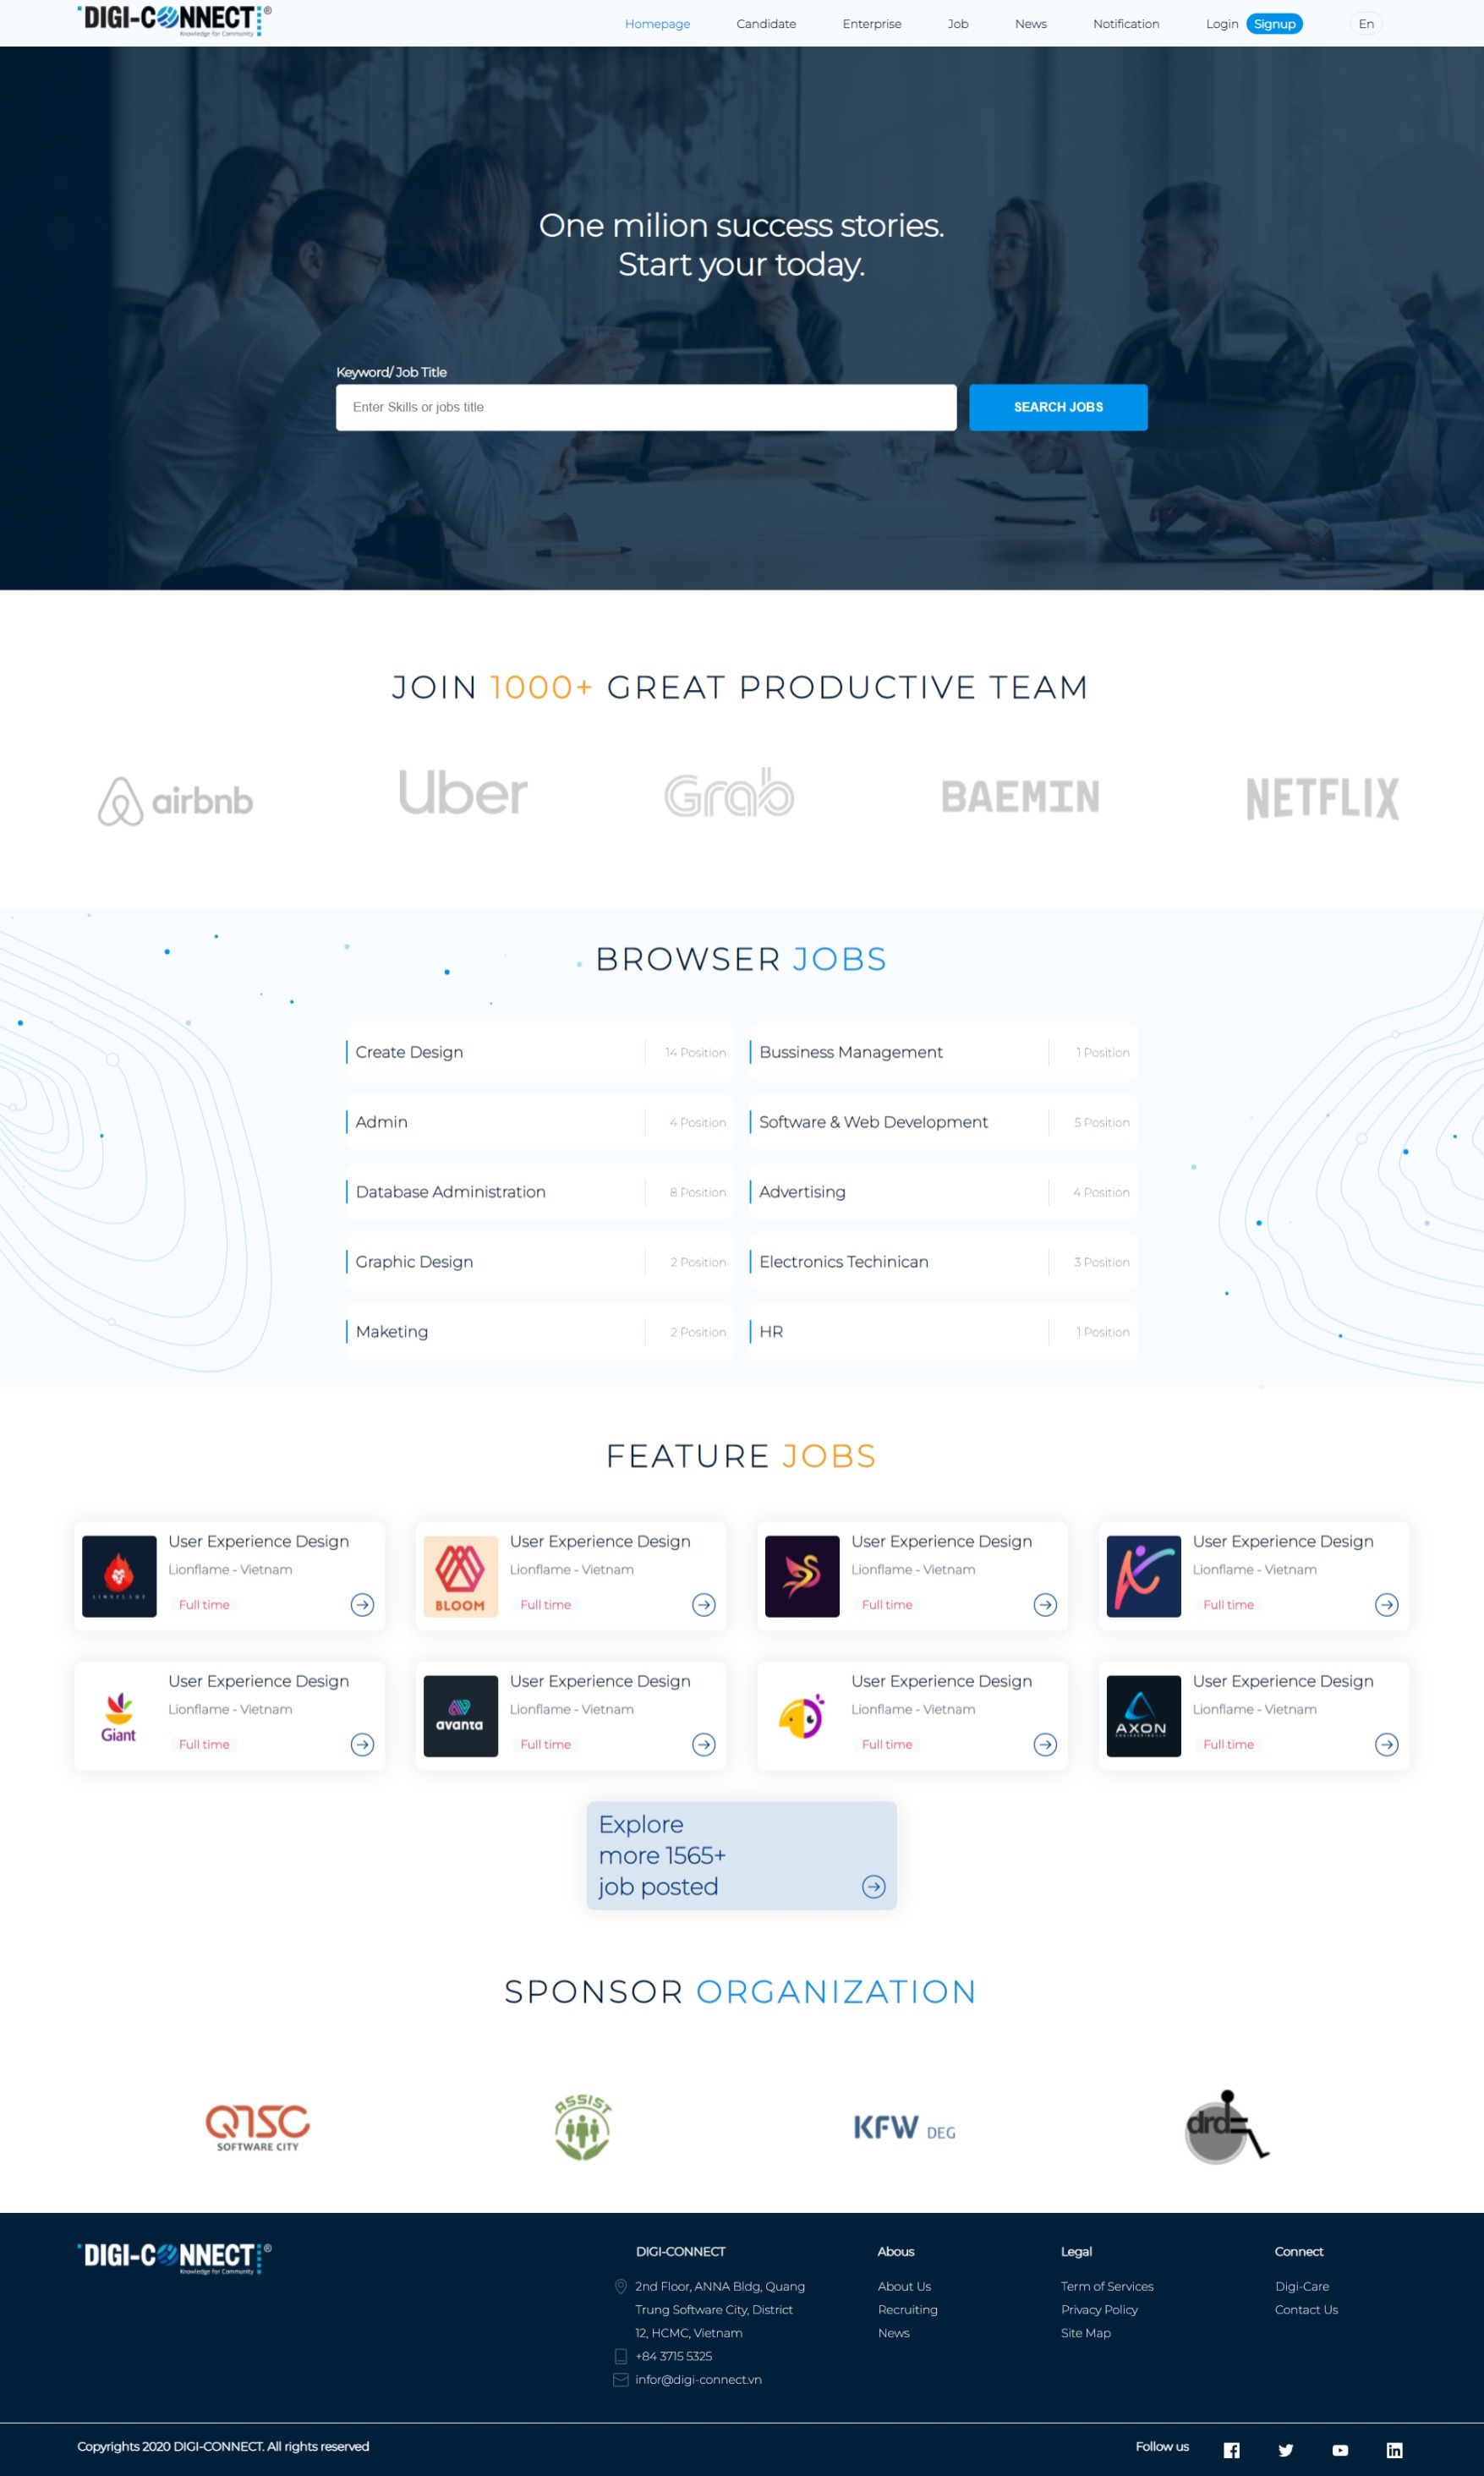 DIGI-CONNECT®
Knowledge for Community
Homepage
Candidate
Enterprise
Job
News
Notification
Login
Signup
En
One milion success stories.
Start your today.
Keyword/ Job Title
Enter Skills or jobs title
SEARCH JOBS
JOIN 1000+ GREAT PRODUCTIVE TEAM
airbnb
Uber
Grab
BAEMIN
NETFLIX
BROWSER JOBS
Create Design
14 Position
Bussiness Management
1 Position
Admin
4 Position
Software & Web Development
5 Position
Database Administration
8 Position
Advertising
4 Position
Graphic Design
2 Position
Electronics Techinican
3 Position
Maketing
2 Position
HR
1 Position
FEATURE JOBS
LIONFLAME
User Experience Design
Lionflame - Vietnam
Full time
BLOOM
User Experience Design
Lionflame - Vietnam
Full time
User Experience Design
Lionflame - Vietnam
Full time
User Experience Design
Lionflame - Vietnam
Full time
Giant
User Experience Design
Lionflame - Vietnam
Full time
avanta
User Experience Design
Lionflame - Vietnam
Full time
User Experience Design
Lionflame - Vietnam
Full time
AXON
User Experience Design
Lionflame - Vietnam
Full time
Explore
more 1565+
job posted
SPONSOR ORGANIZATION
QTSC
SOFTWARE CITY
ASSIST
KFW DEG
drd
DIGI-CONNECT®
Knowledge for Community
DIGI-CONNECT
2nd Floor, ANNA Bldg, Quang
Trung Software City, District
12, HCMC, Vietnam
+84 3715 5325
infor@digi-connect.vn
Abous
About Us
Recruiting
News
Legal
Term of Services
Privacy Policy
Site Map
Connect
Digi-Care
Contact Us
Copyrights 2020 DIGI-CONNECT. All rights reserved
Follow us